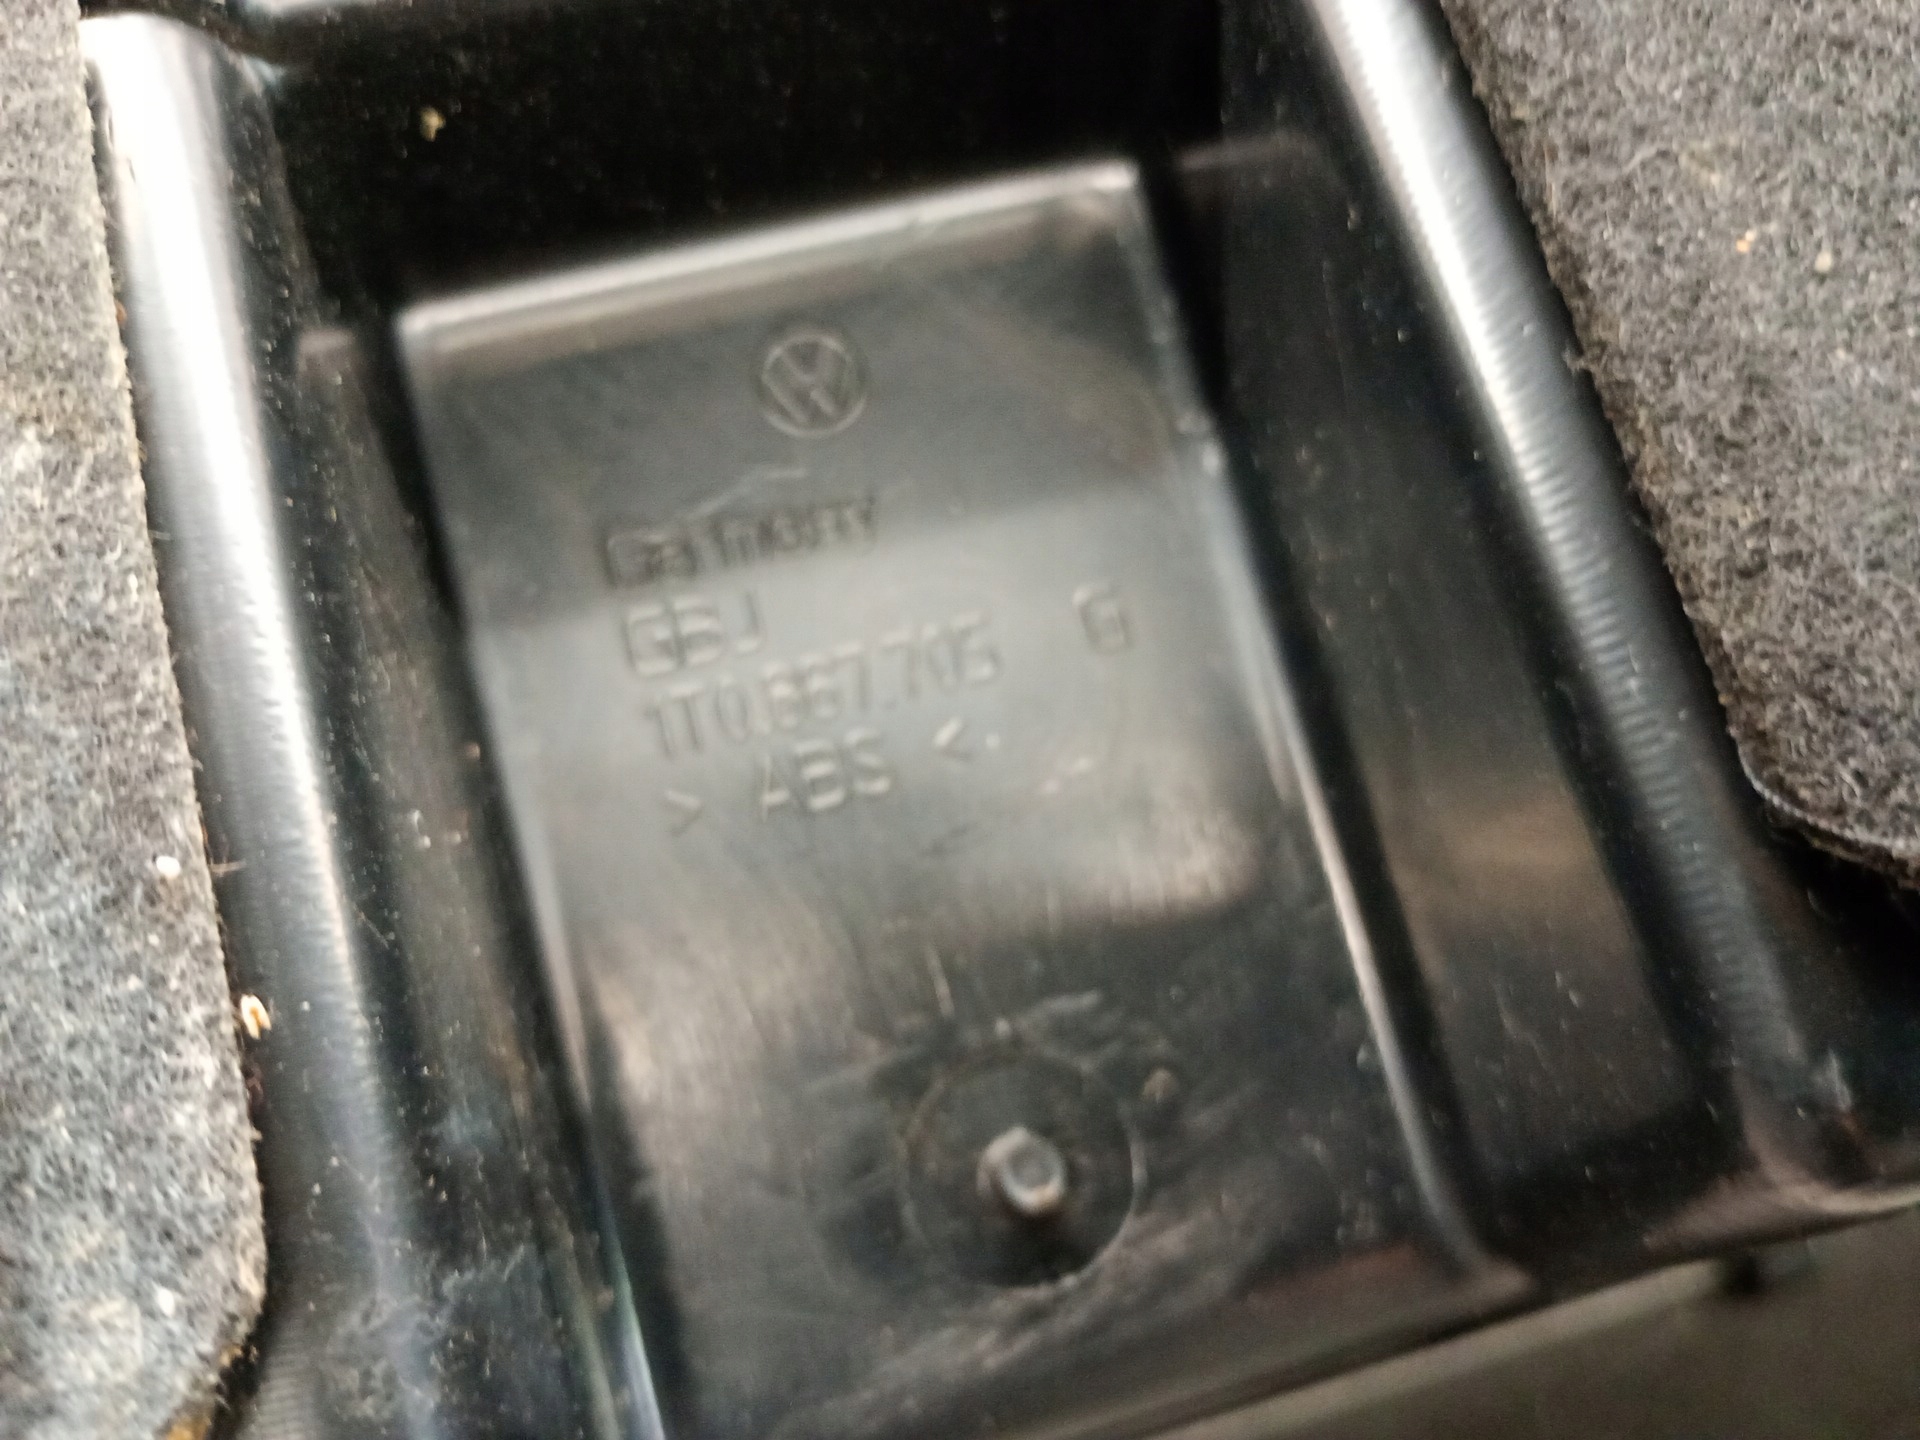 Germany
GBJ
1T0.867.705 G
> ABS <